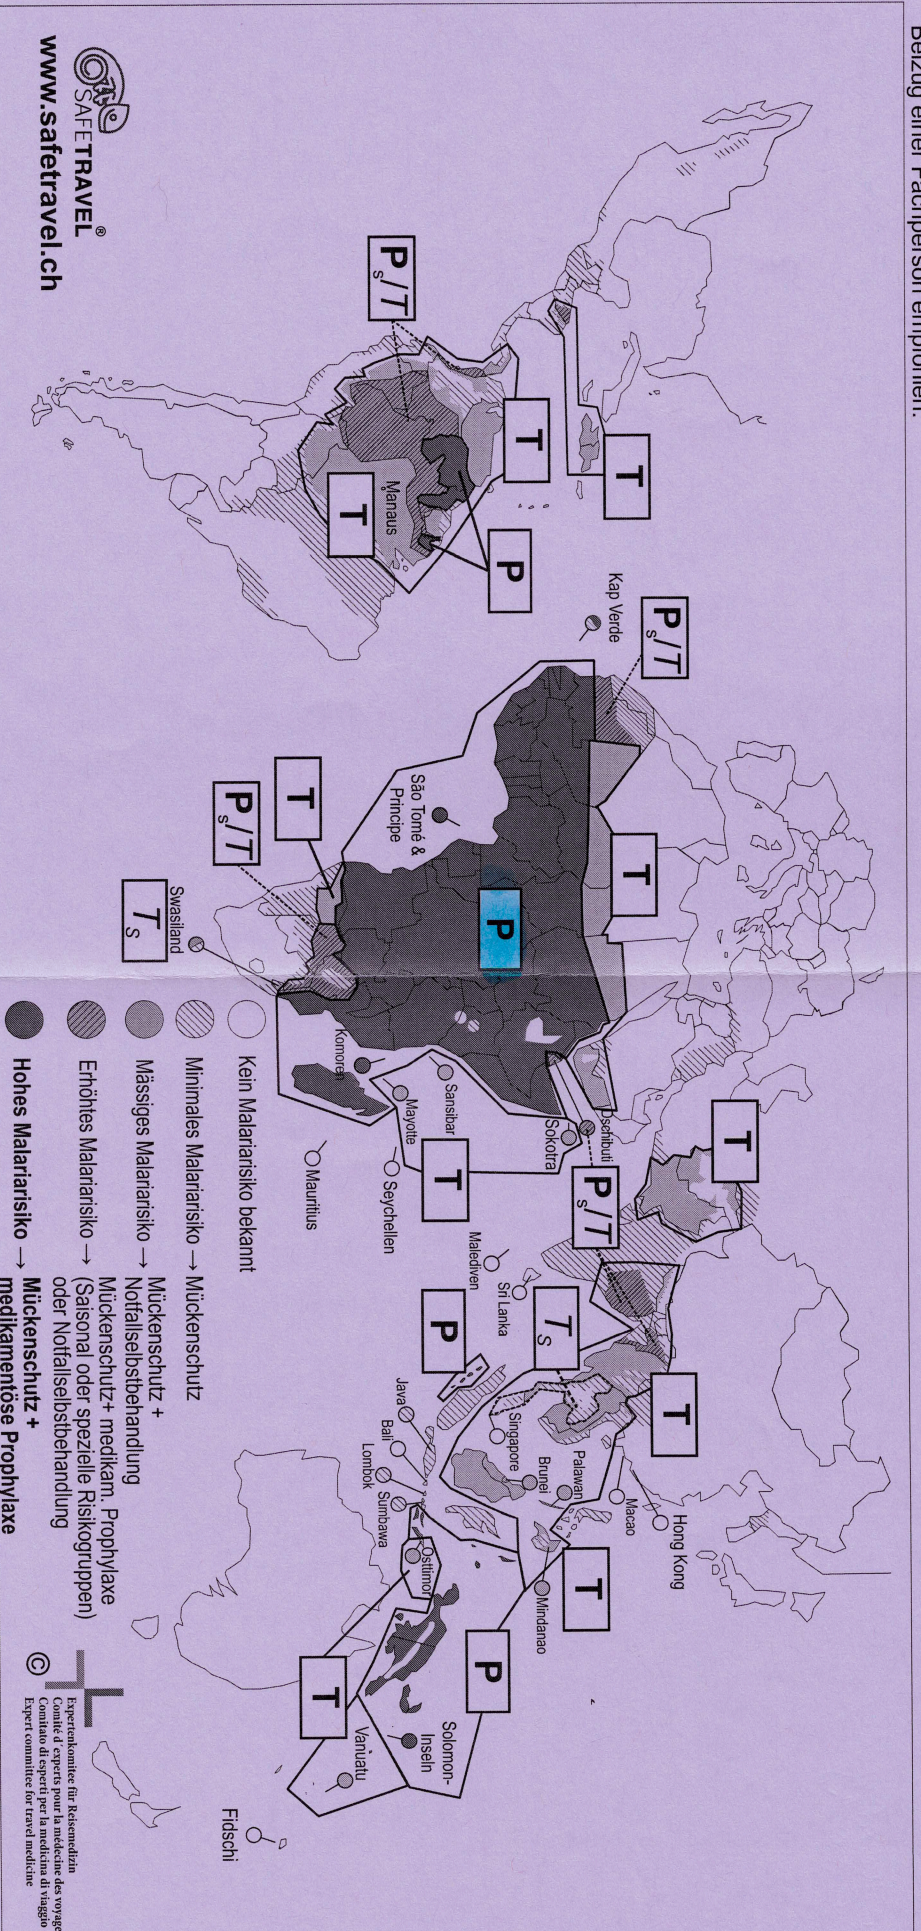 Beizug einer Fachperson empfohlen.
T
P
s/T
T
T
P
Manaus
Kap Verde
P
s/T
T
P
São Tomé &
Principe
T
P
s/T
Swasiland
T
S
Komoren
Sansibar
Mayotte
Seychellen
Mauritius
Dschibuti
Sokotra
T
T
P
s/T
Malediven
Sri Lanka
T
S
P
T
Java
Bali
Lombok
Sumbawa
Singapore
Brunei
Palawan
Macao
Hong Kong
T
Mindanao
Osttimor
P
T
Solomon-
Inseln
Vanuatu
Fidschi
SAFETRAVEL®
www.safetravel.ch
Kein Malariarisiko bekannt
Minimales Malariarisiko → Mückenschutz
Mässiges Malariarisiko → Mückenschutz +
Notfallselbstbehandlung
Erhöhtes Malariarisiko → Mückenschutz+ medikam. Prophylaxe
(Saisonal oder spezielle Risikogruppen)
oder Notfallselbstbehandlung
Hohes Malariarisiko → Mückenschutz +
medikamentöse Prophylaxe
©
Expertenkomitee für Reisemedizin
Comité d'experts pour la médecine des voyage
Comitato di esperti per la medicina di viaggio
Expert committee for travel medicine